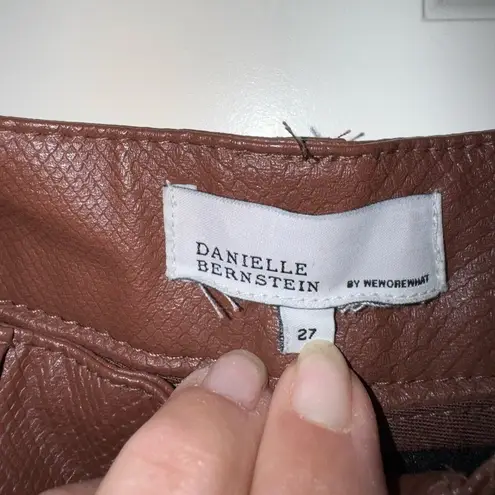 DANIELLE
BERNSTEIN
BY WEWOREWHAT
27